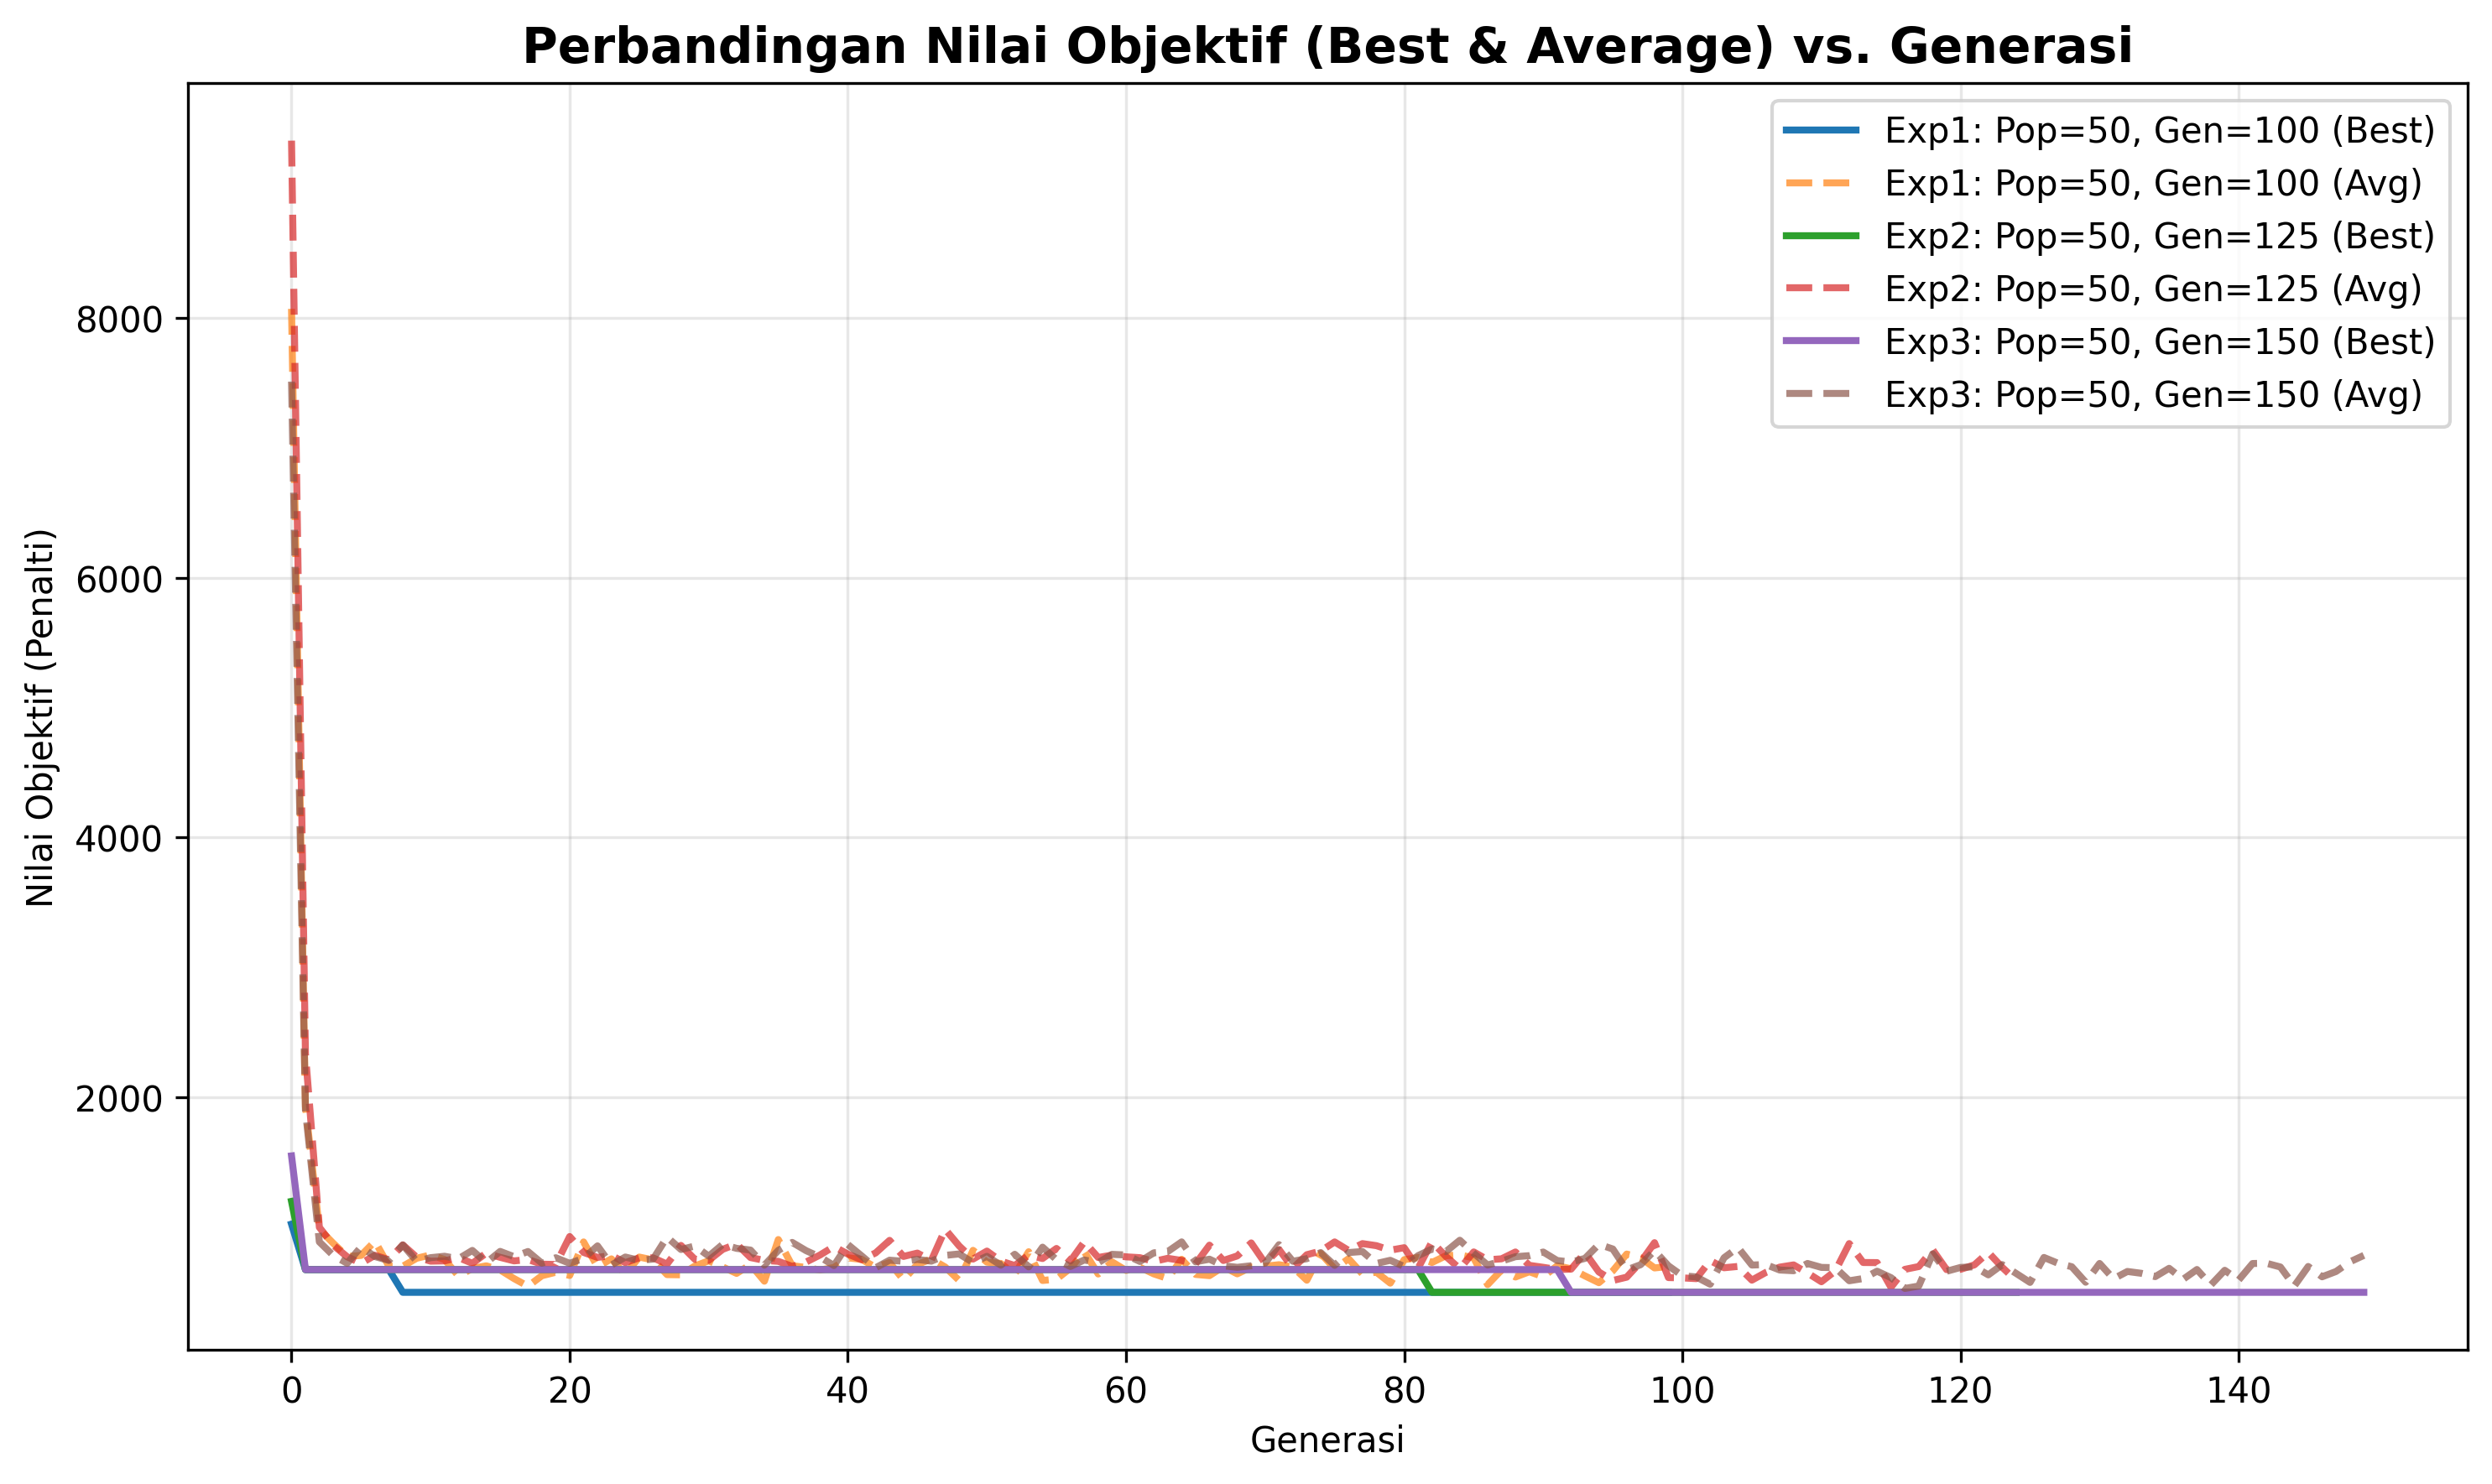 Perbandingan Nilai Objektif (Best & Average) vs. Generasi
Exp1: Pop=50, Gen=100 (Best)
Exp1: Pop=50, Gen=100 (Avg)
Exp2: Pop=50, Gen=125 (Best)
Exp2: Pop=50, Gen=125 (Avg)
Exp3: Pop=50, Gen=150 (Best)
Exp3: Pop=50, Gen=150 (Avg)
Nilai Objektif (Penalti)
8000
6000
4000
2000
0 20 40 60 80 100 120 140
Generasi